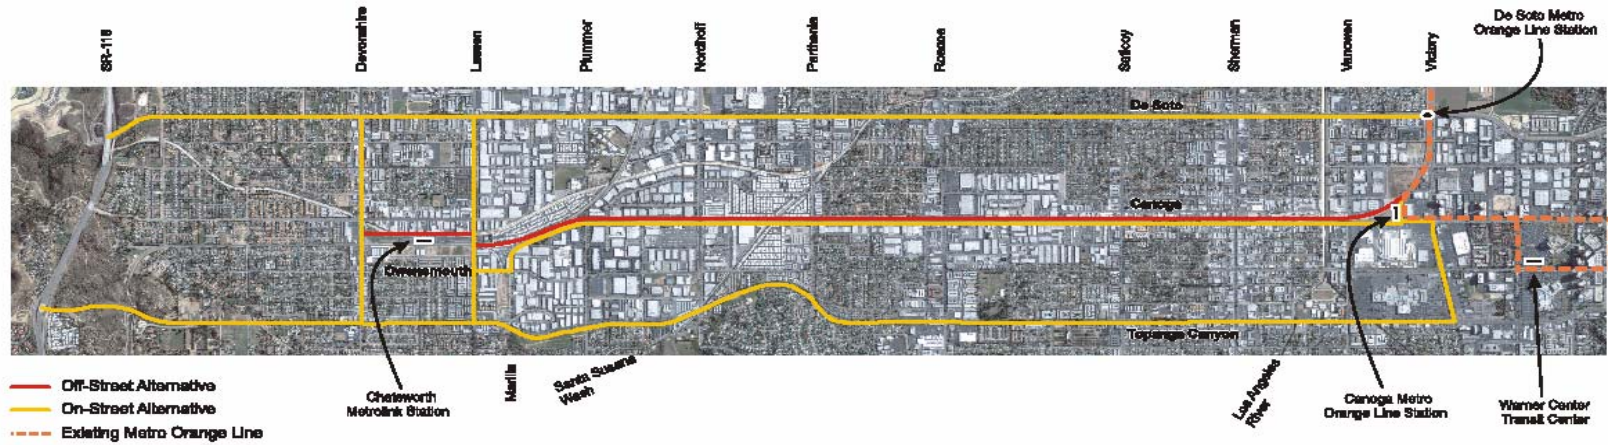 SR-118
Devonshire
Lassen
Plummer
Nordhoff
Parthenia
Roscoe
Saticoy
Sherman
Vanowen
Victory
De Soto Metro
Orange Line Station
De Soto
Canoga
Owensmouth
Topanga Canyon
Off-Street Alternative
On-Street Alternative
Existing Metro Orange Line
Chatsworth
Metrolink Station
Marilla
Santa Susana
Wash
Los Angeles
River
Canoga Metro
Orange Line Station
Warner Center
Transit Center